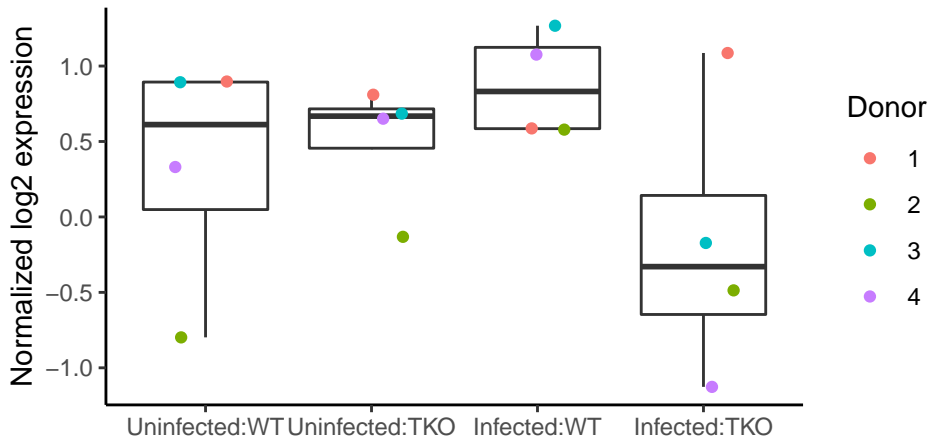 Normalized log2 expression
1.0
0.5
0.0
−0.5
−1.0
Uninfected:WT
Uninfected:TKO
Infected:WT
Infected:TKO
Donor
1
2
3
4